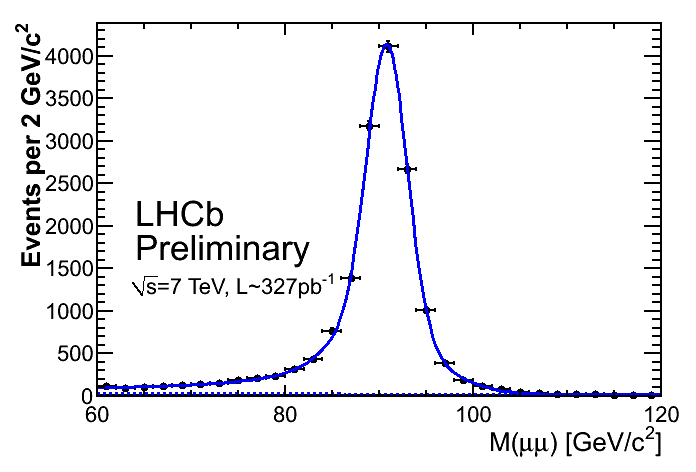 Events per 2 GeV/c²
4000
3500
3000
2500
2000
1500
1000
500
0
LHCb
Preliminary
√s=7 TeV, L~327pb⁻¹
60 80 100 120
M(μμ) [GeV/c²]